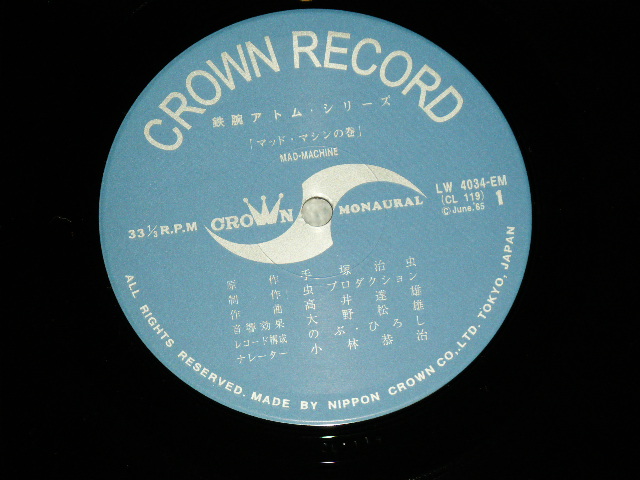 CROWN RECORD
鉄腕アトム・シリーズ
「マッド・マシンの巻」
MAD-MACHINE
33 1/3 R.P.M
CROWN
MONAURAL
LW 4034-EM
(CL 119)
Ⓒ June.'65
1
原作 手塚治虫
制作 虫プロダクション
作曲 高井達雄
音響効果 大野松雄
レコード構成 のぶ・ひろし
ナレーター 小林恭治
ALL RIGHTS RESERVED. MADE BY NIPPON CROWN CO.,LTD. TOKYO, JAPAN